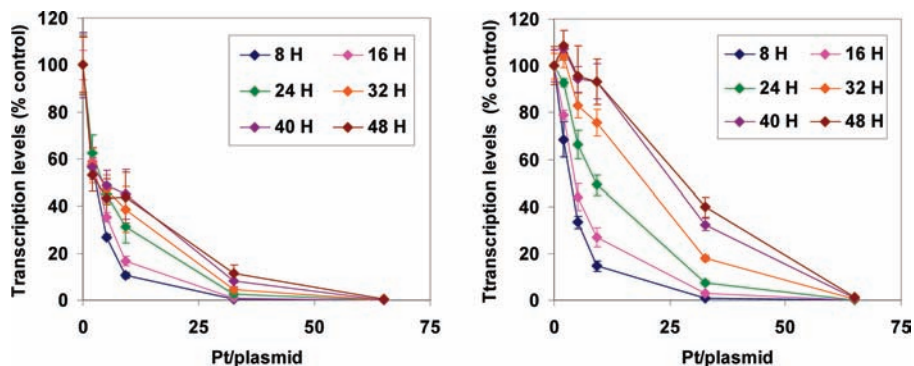 120
100
80
60
40
20
0
0 25 50 75
Transcription levels (% control)
Pt/plasmid
8 H 16 H
24 H 32 H
40 H 48 H
120
100
80
60
40
20
0
0 25 50 75
Ttranscription levels (% control)
Pt/plasmid
8 H 16 H
24 H 32 H
40 H 48 H